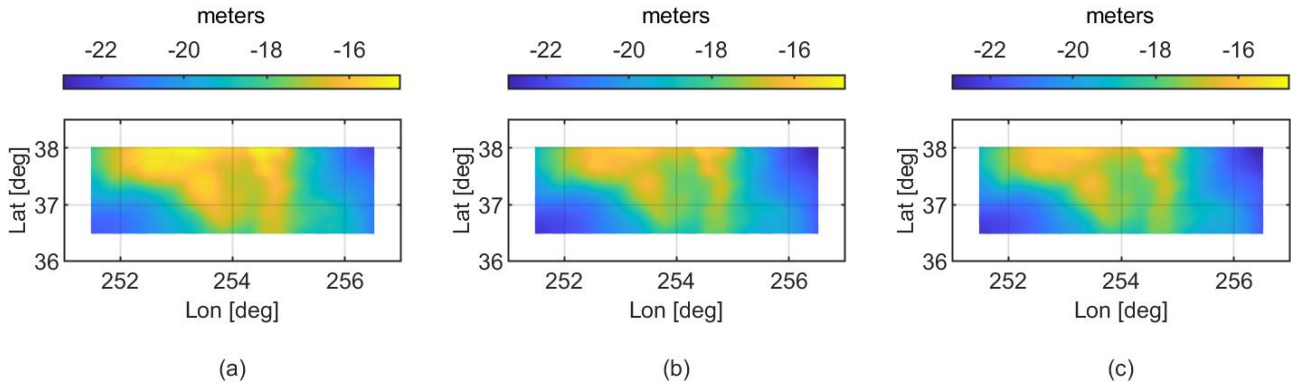 meters
-22 -20 -18 -16
38
37
36
Lat [deg]
252 254 256
Lon [deg]
(a)
meters
-22 -20 -18 -16
38
37
36
Lat [deg]
252 254 256
Lon [deg]
(b)
meters
-22 -20 -18 -16
38
37
36
Lat [deg]
252 254 256
Lon [deg]
(c)